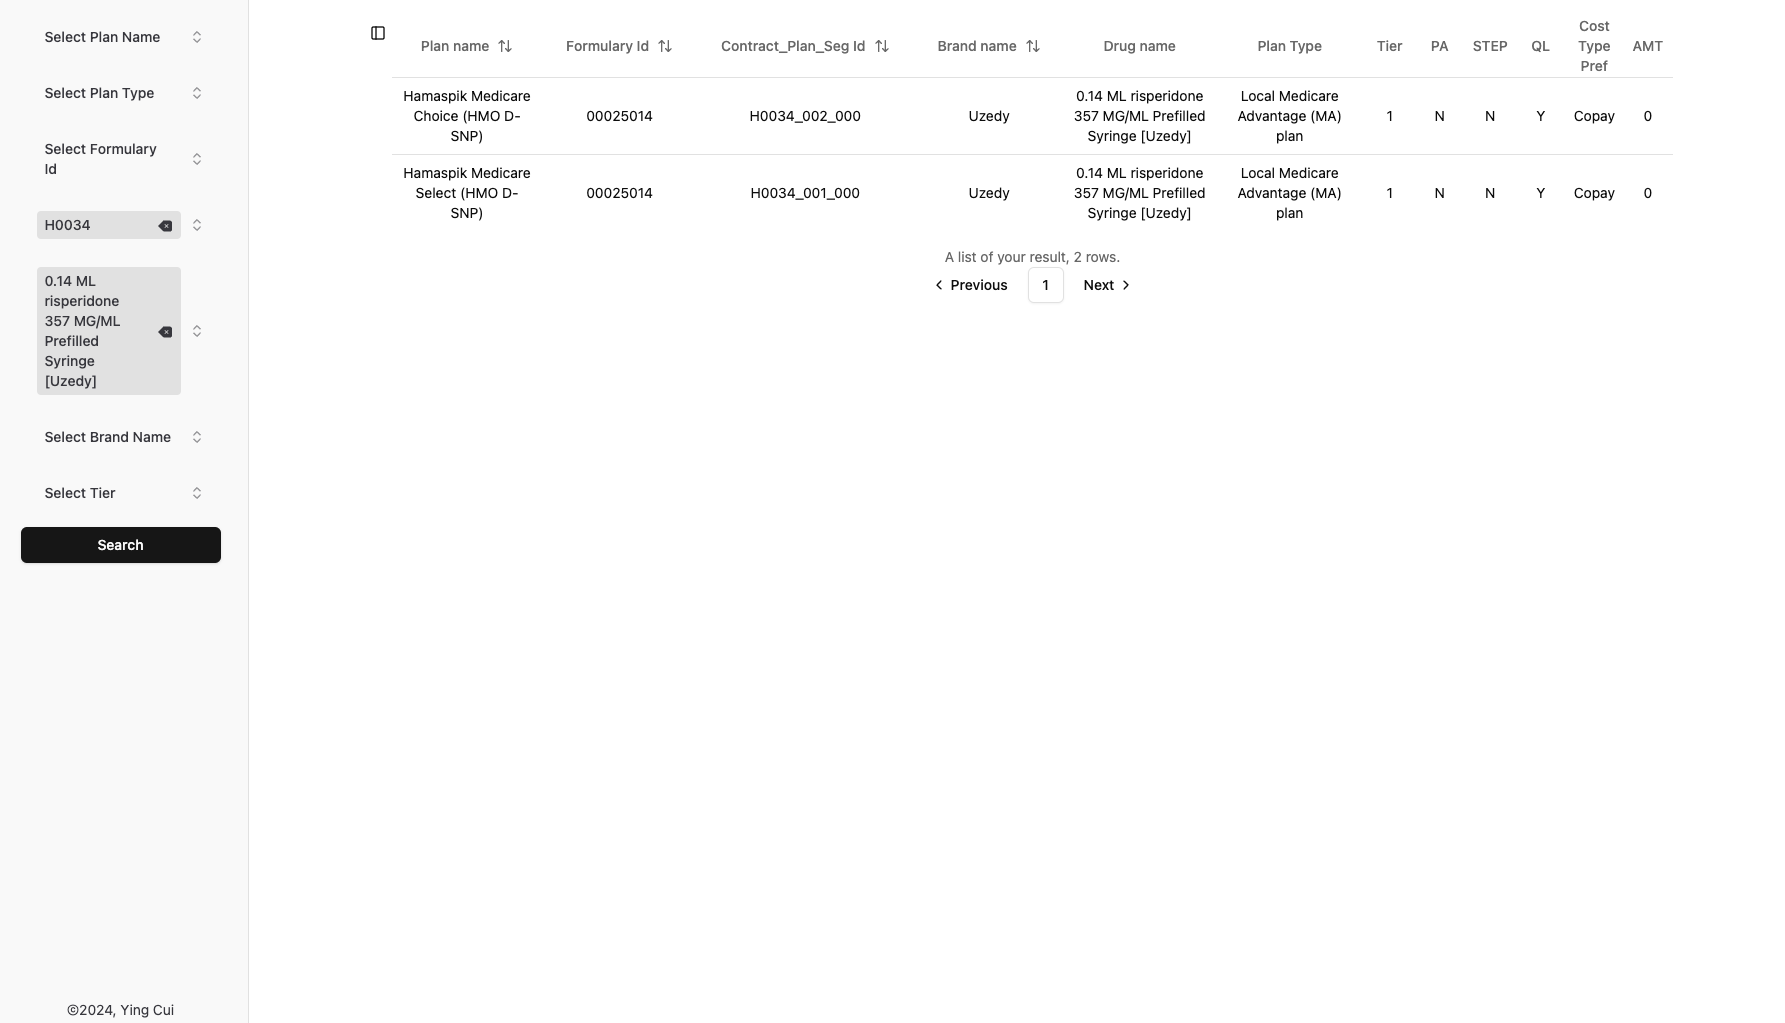 Select Plan Name
Select Plan Type
Select Formulary
Id
H0034
0.14 ML
risperidone
357 MG/ML
Prefilled
Syringe
[Uzedy]
Select Brand Name
Select Tier
Search
©2024, Ying Cui
Plan name Formulary Id Contract_Plan_Seg Id Brand name Drug name Plan Type Tier PA STEP QL Cost Type Pref AMT
Hamaspik Medicare 0.14 ML risperidone Local Medicare
Choice (HMO D- 00025014 H0034_002_000 Uzedy 357 MG/ML Prefilled Advantage (MA) 1 N N Y Copay 0
SNP) Syringe [Uzedy] plan
Hamaspik Medicare 0.14 ML risperidone Local Medicare
Select (HMO D- 00025014 H0034_001_000 Uzedy 357 MG/ML Prefilled Advantage (MA) 1 N N Y Copay 0
SNP) Syringe [Uzedy] plan
A list of your result, 2 rows.
Previous 1 Next